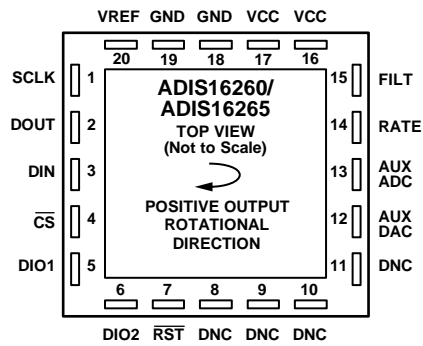 VREF GND GND VCC VCC
20 19 18 17 16
SCLK 1
DOUT 2
DIN 3
CS 4
DIO1 5
ADIS16260/
ADIS16265
TOP VIEW
(Not to Scale)
POSITIVE OUTPUT
ROTATIONAL
DIRECTION
15 FILT
14 RATE
13 AUX
ADC
12 AUX
DAC
11 DNC
6 7 8 9 10
DIO2 RST DNC DNC DNC